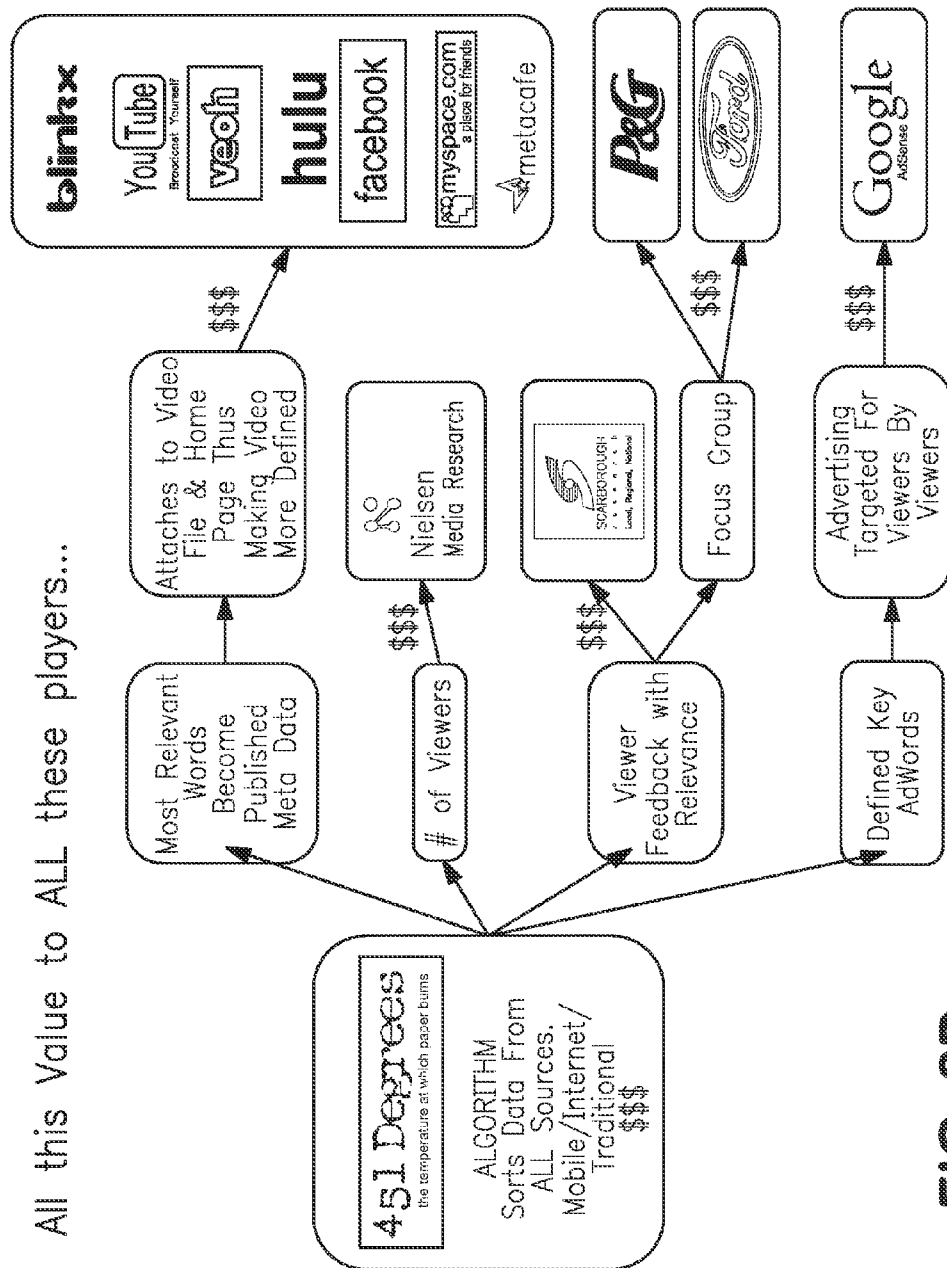 All this Value to ALL these players...
451 Degrees
the temperature at which paper burns
ALGORITHM
Sorts Data From
ALL Sources.
Mobile/Internet/
Traditional
$$$
Most Relevant
Words
Become
Published
Meta Data
Attaches to Video
File & Home
Page Thus
Making Video
More Defined
$$$
blinkx
YouTube
Broadcast Yourself
veoh
hulu
facebook
myspace.com
a place for friends
metacafe
# of Viewers
$$$
Nielsen
Media Research
Viewer
Feedback with
Relevance
$$$
SCARBOROUGH
Local, Regional, National
Focus Group
$$$
P&G
Ford
Defined Key
AdWords
Advertising
Targeted For
Viewers By
Viewers
$$$
Google
AdSense